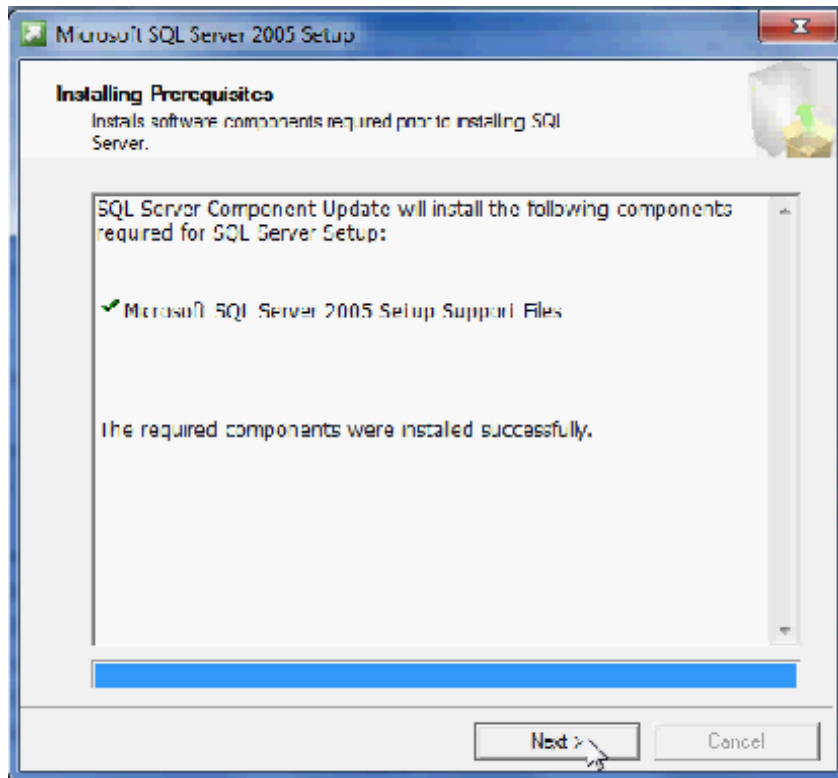 Microsoft SQL Server 2005 Setup
Installing Prerequisites
Installs software components required prior to installing SQL
Server.
SQL Server Component Update will install the following components
required for SQL Server Setup:
Microsoft SQL Server 2005 Setup Support Files
The required components were installed successfully.
Next >
Cancel